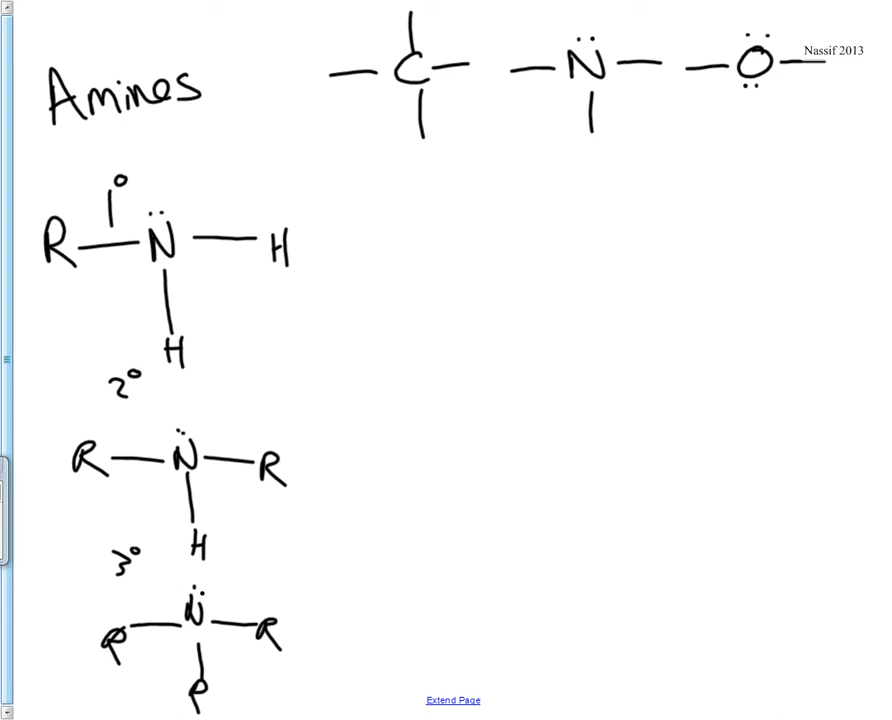 Amines
C N O Nassif 2013
1°
R N H
H
2°
R N R
H
3°
R N R
R
Extend Page